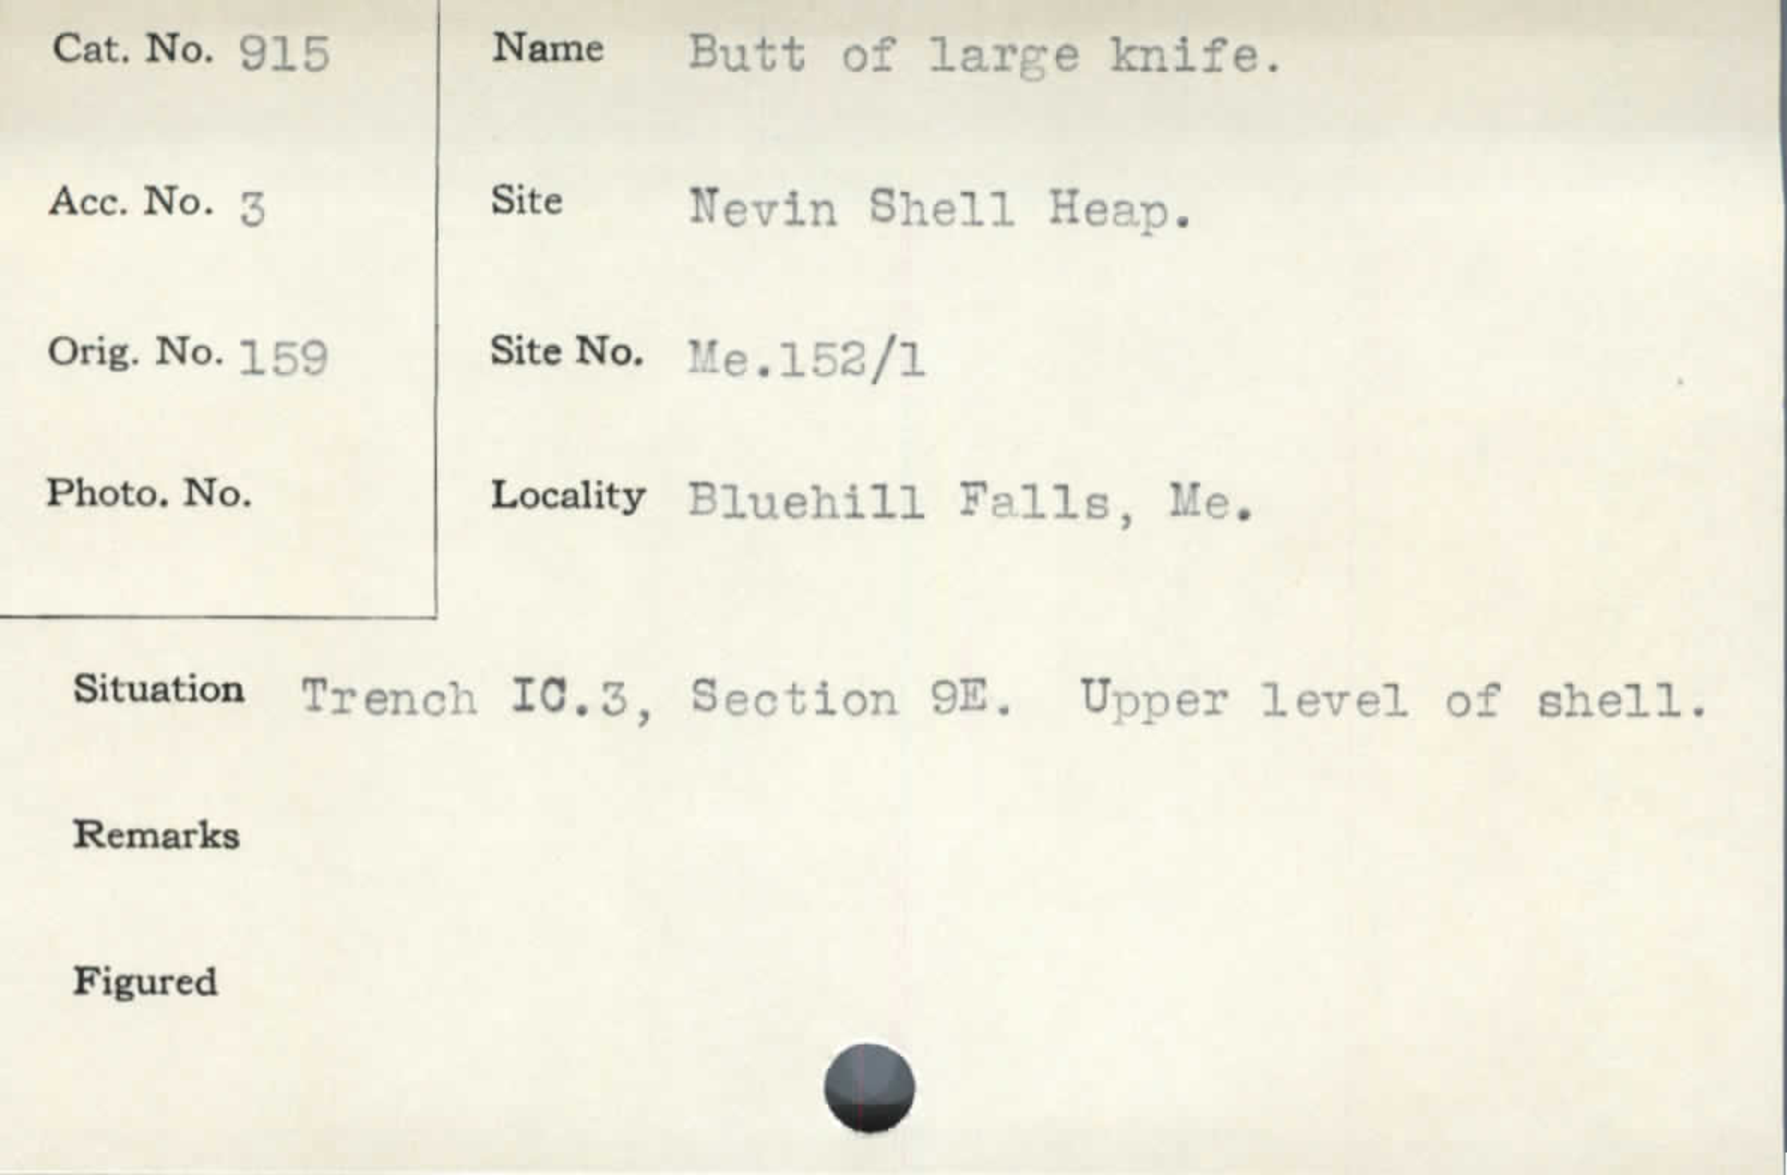 Cat. No. 915
Name Butt of large knife.
Acc. No. 3
Site Nevin Shell Heap.
Orig. No. 159
Site No. Me.152/1
Photo. No.
Locality Bluehill Falls, Me.
Situation Trench IC.3, Section 9E. Upper level of shell.
Remarks
Figured